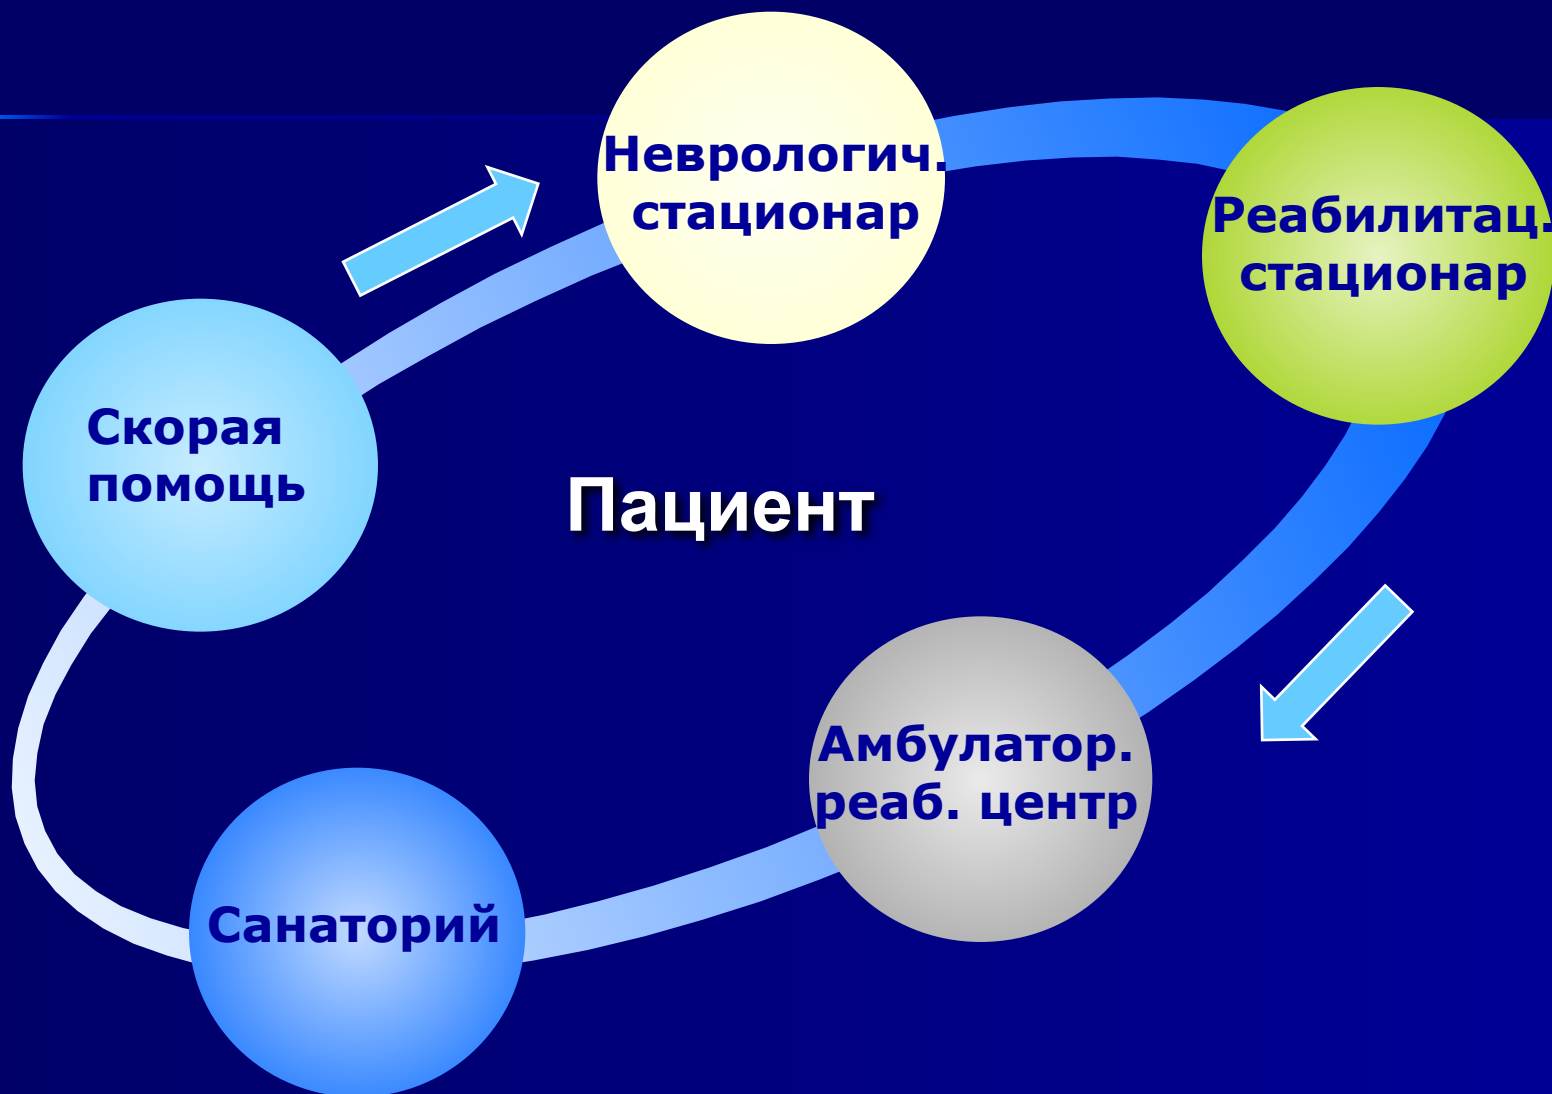 Неврологич.
стационар
Реабилитац.
стационар
Скорая
помощь
Пациент
Амбулатор.
реаб. центр
Санаторий